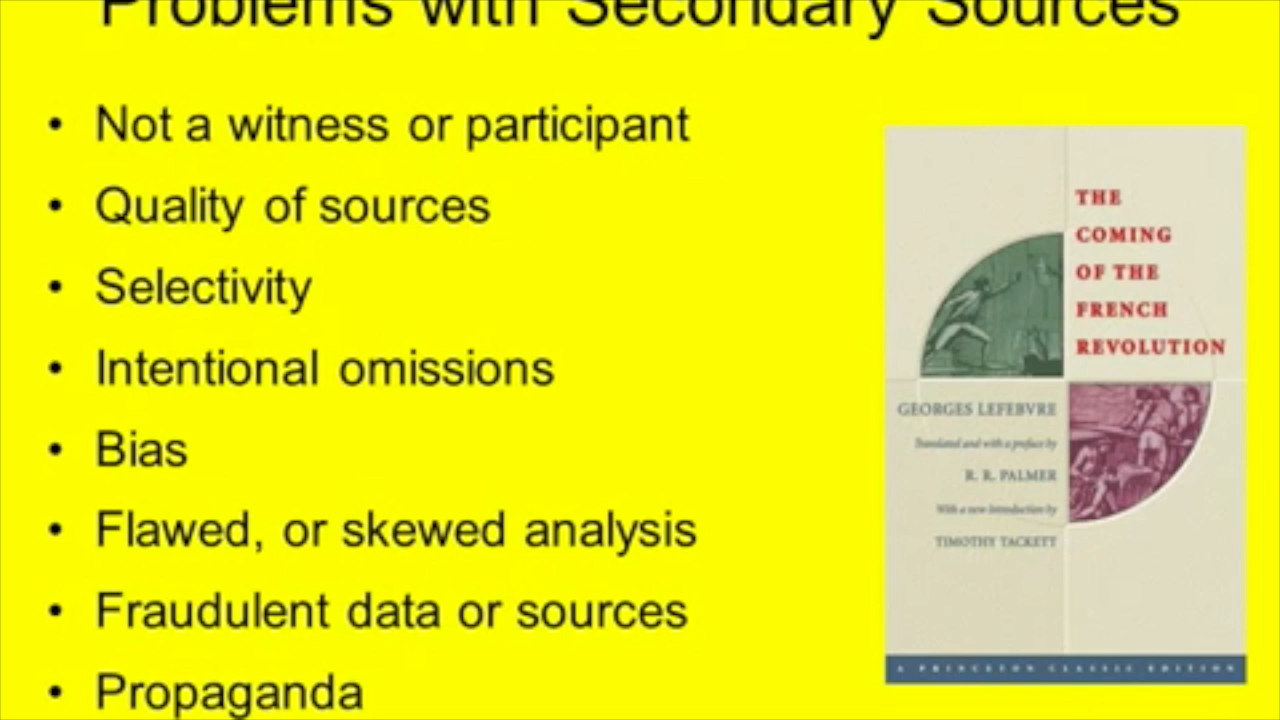 Problems with Secondary Sources
• Not a witness or participant
• Quality of sources
• Selectivity
• Intentional omissions
• Bias
• Flawed, or skewed analysis
• Fraudulent data or sources
• Propaganda
THE
COMING
OF THE
FRENCH
REVOLUTION
GEORGES LEFEBVRE
Translated and with a preface by
R. R. PALMER
With a new introduction by
TIMOTHY TACKETT
A PRINCETON CLASSIC EDITION